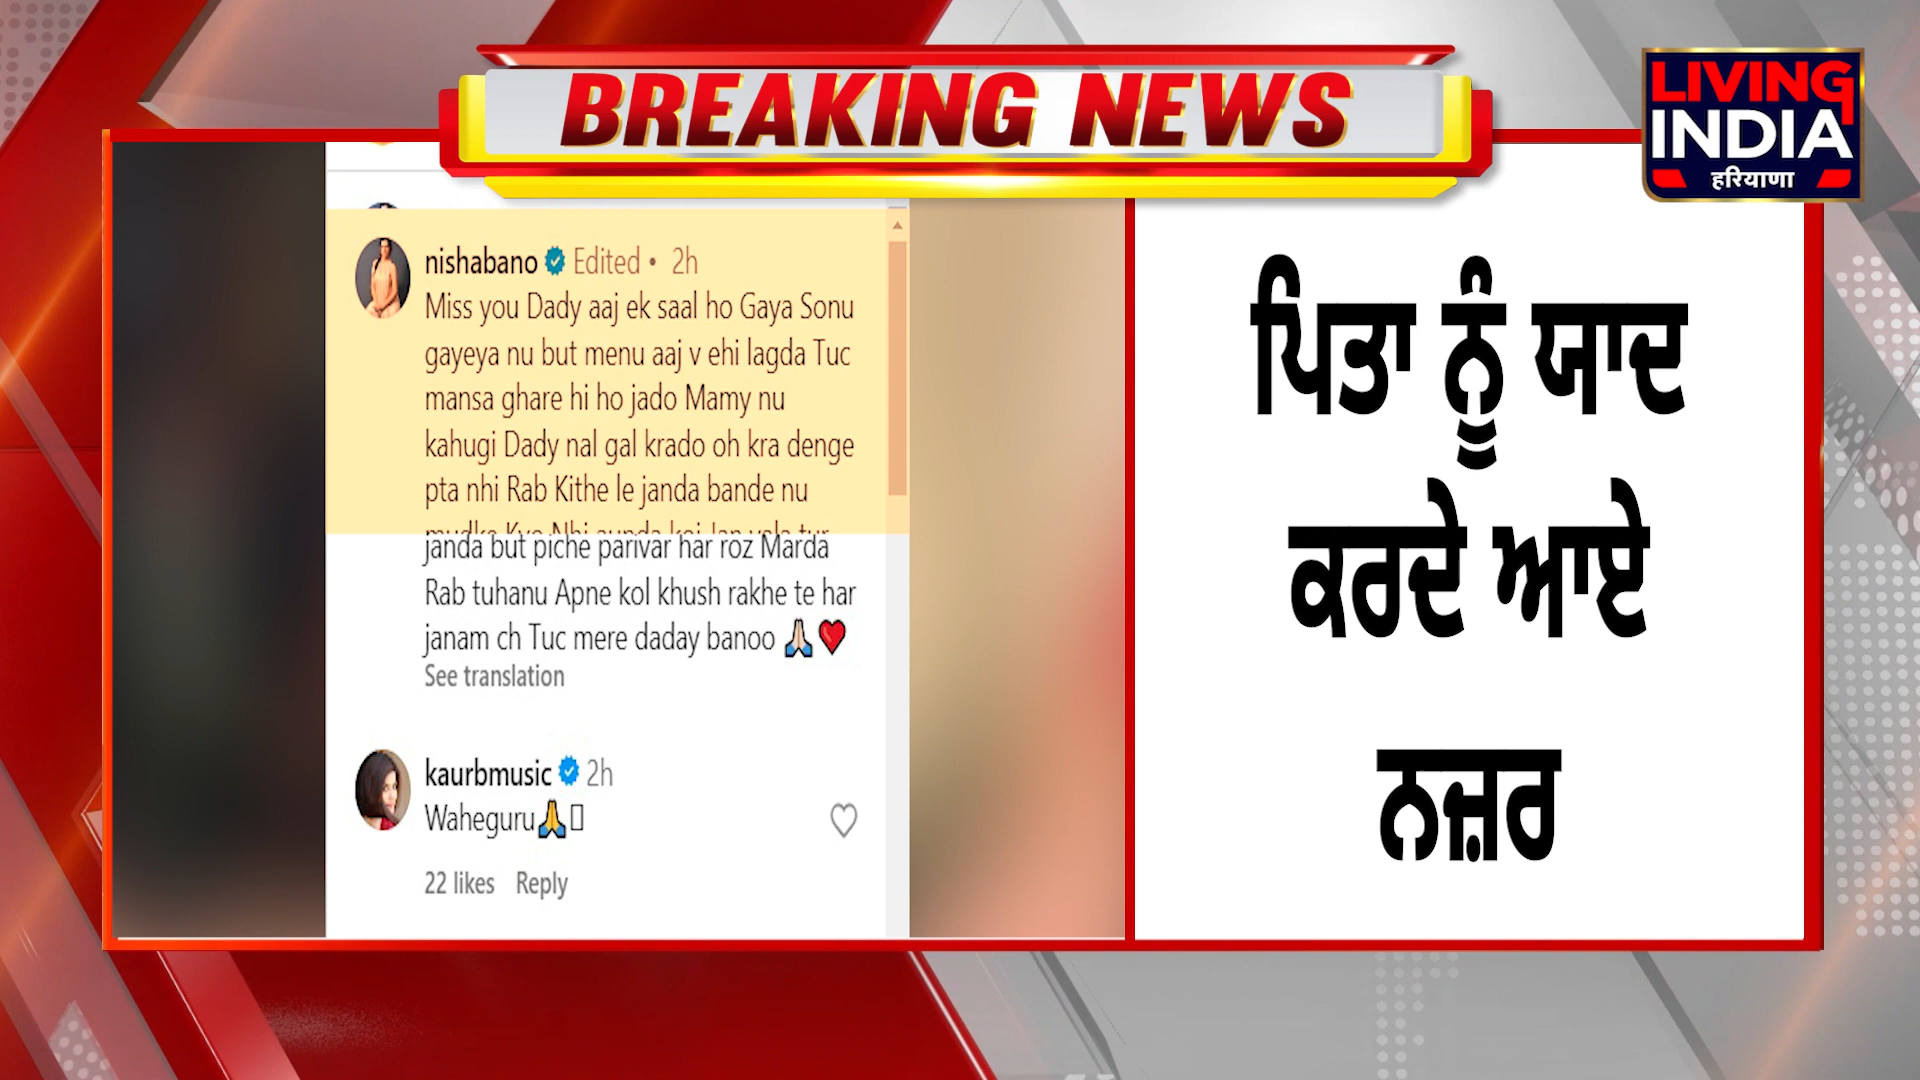 BREAKING NEWS
LIVING
INDIA
हरियाणा
nishabano Edited • 2h
Miss you Dady aaj ek saal ho Gaya Sonu
gayeya nu but menu aaj v ehi lagda Tuc
mansa ghare hi ho jado Mamy nu
kahugi Dady nal gal krado oh kra denge
pta nhi Rab Kithe le janda bande nu
janda but piche parivar har roz Marda
Rab tuhanu Apne kol khush rakhe te har
janam ch Tuc mere daday banoo 🙏❤️
See translation
kaurbmusic 2h
Waheguru🙏
22 likes Reply
ਪਿਤਾ ਨੂੰ ਯਾਦ
ਕਰਦੇ ਆਏ
ਨਜ਼ਰ